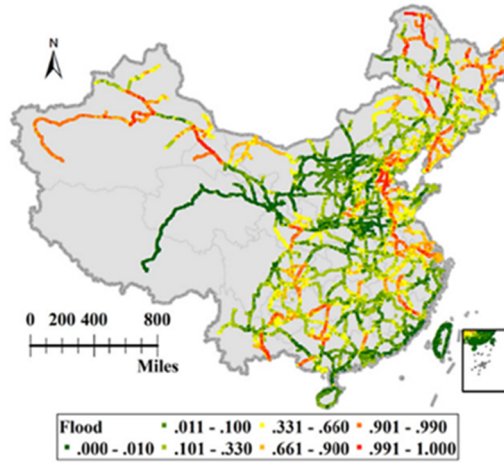 N
0 200 400 800
Miles
Flood .011 - .100 .331 - .660 .901 - .990
.000 - .010 .101 - .330 .661 - .900 .991 - 1.000